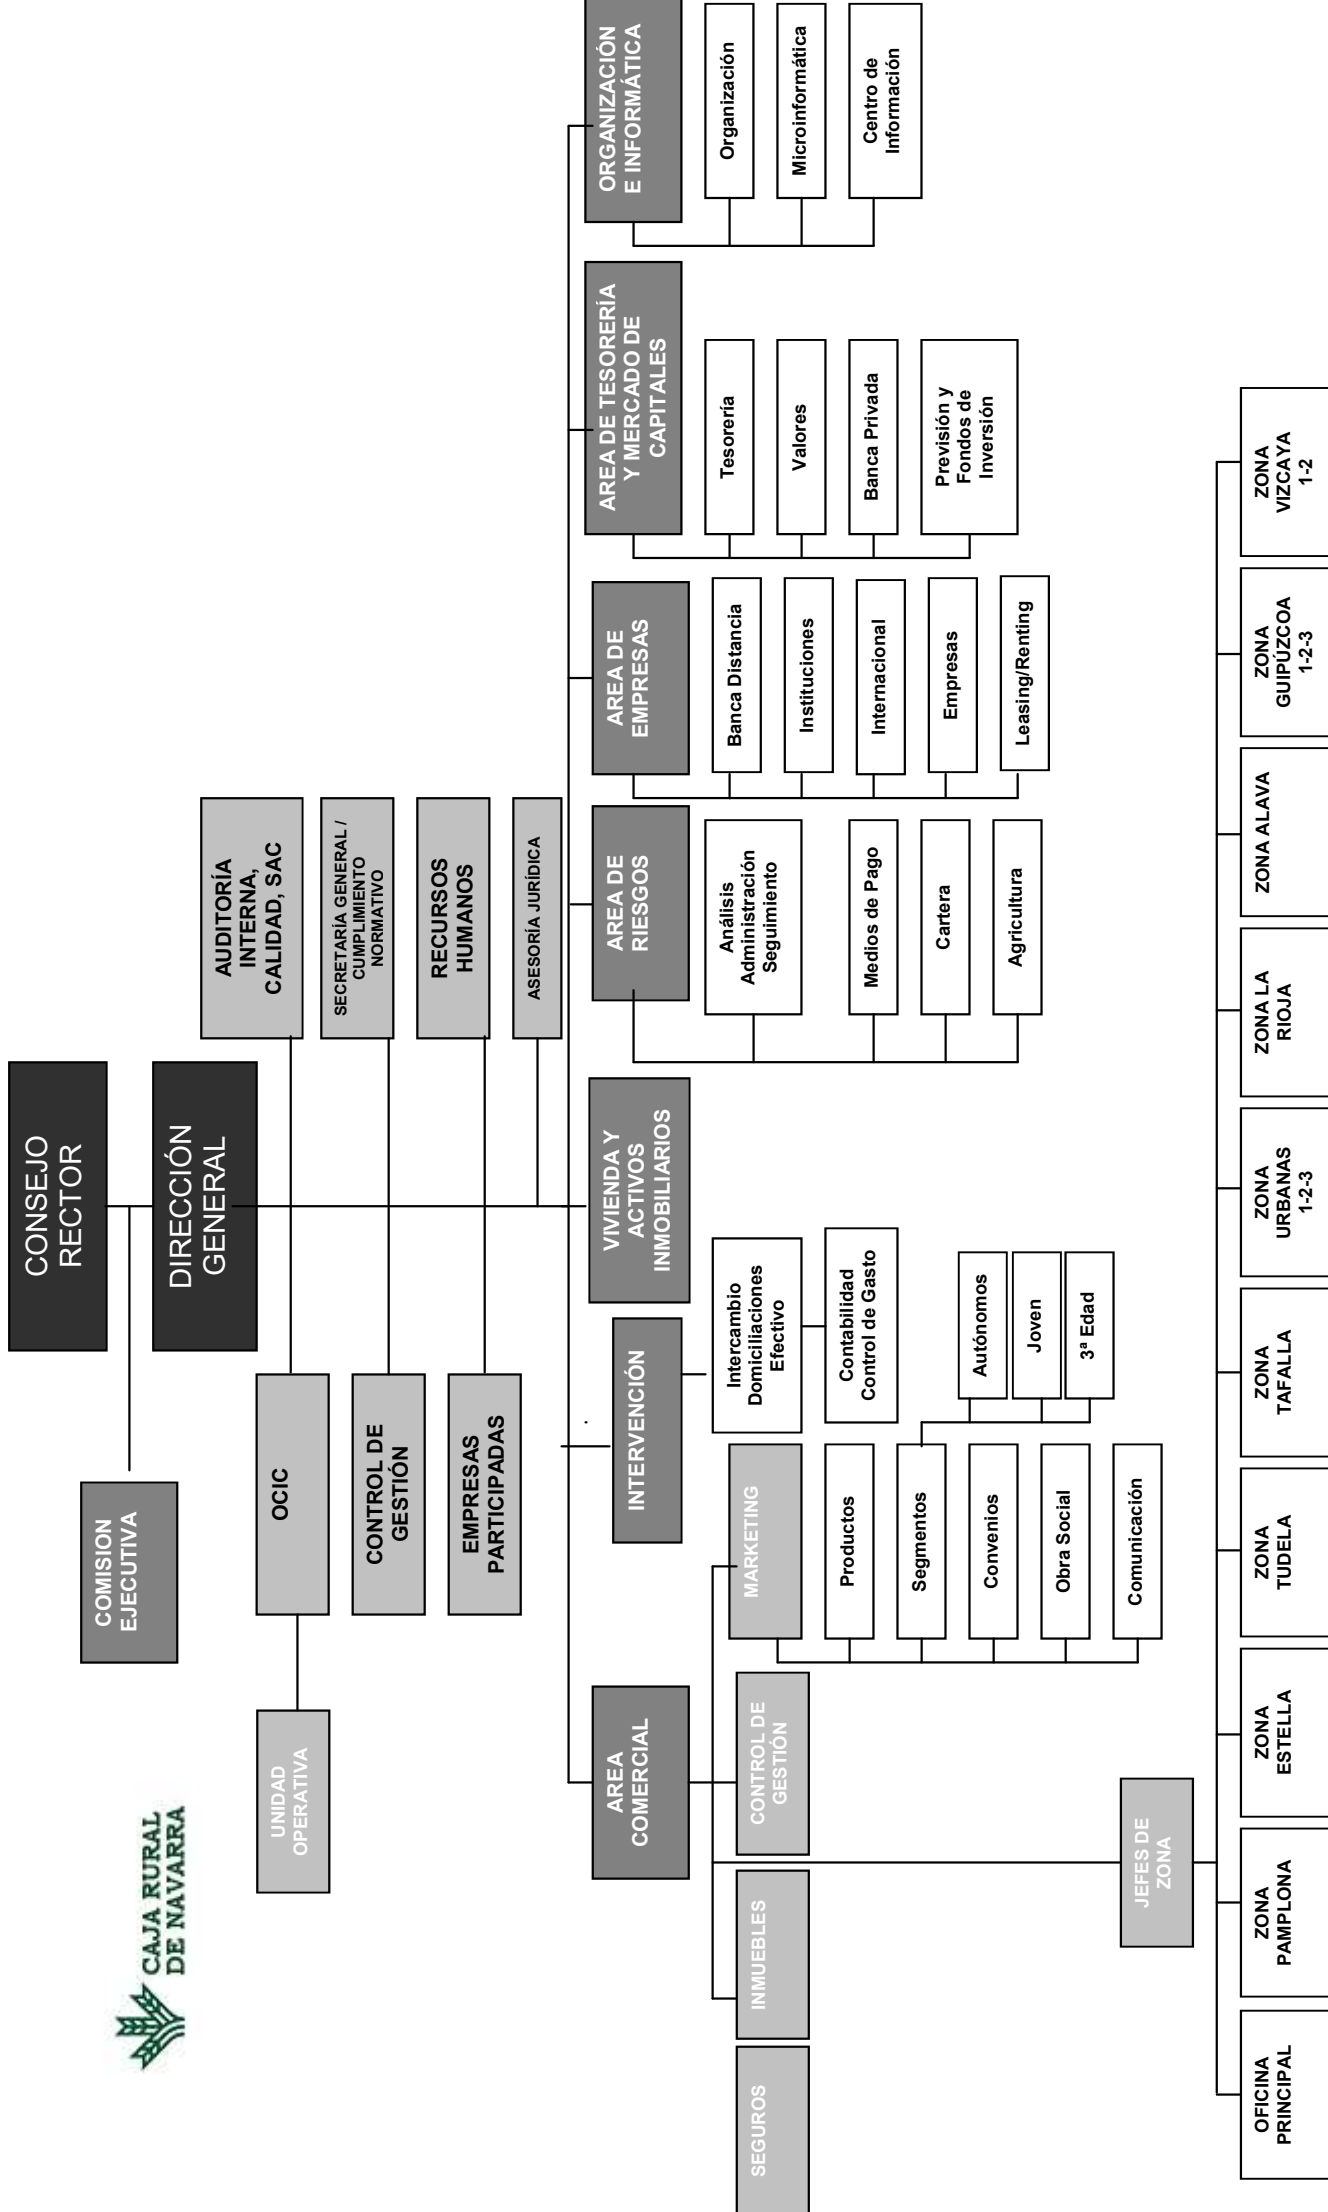 CAJA RURAL
DE NAVARRA
CONSEJO
RECTOR
COMISION
EJECUTIVA
DIRECCIÓN
GENERAL
UNIDAD
OPERATIVA
OCIC
AUDITORÍA
INTERNA,
CALIDAD, SAC
CONTROL DE
GESTIÓN
SECRETARÍA GENERAL /
CUMPLIMIENTO
NORMATIVO
EMPRESAS
PARTICIPADAS
RECURSOS
HUMANOS
ASESORÍA JURÍDICA
AREA
COMERCIAL
INTERVENCIÓN
VIVIENDA Y
ACTIVOS
INMOBILIARIOS
AREA DE
RIESGOS
AREA DE
EMPRESAS
AREA DE TESORERÍA
Y MERCADO DE
CAPITALES
ORGANIZACIÓN
E INFORMÁTICA
SEGUROS
INMUEBLES
CONTROL DE
GESTIÓN
MARKETING
Productos
Segmentos
Convenios
Obra Social
Comunicación
Autónomos
Joven
3ª Edad
Intercambio
Domiciliaciones
Efectivo
Contabilidad
Control de Gasto
Análisis
Administración
Seguimiento
Medios de Pago
Cartera
Agricultura
Banca Distancia
Instituciones
Internacional
Empresas
Leasing/Renting
Tesorería
Valores
Banca Privada
Previsión y
Fondos de
Inversión
Organización
Microinformática
Centro de
Información
JEFES DE
ZONA
OFICINA
PRINCIPAL
ZONA
PAMPLONA
ZONA
ESTELLA
ZONA
TUDELA
ZONA
TAFALLA
ZONA
URBANAS
1-2-3
ZONA LA
RIOJA
ZONA ALAVA
ZONA
GUIPÚZCOA
1-2-3
ZONA
VIZCAYA
1-2